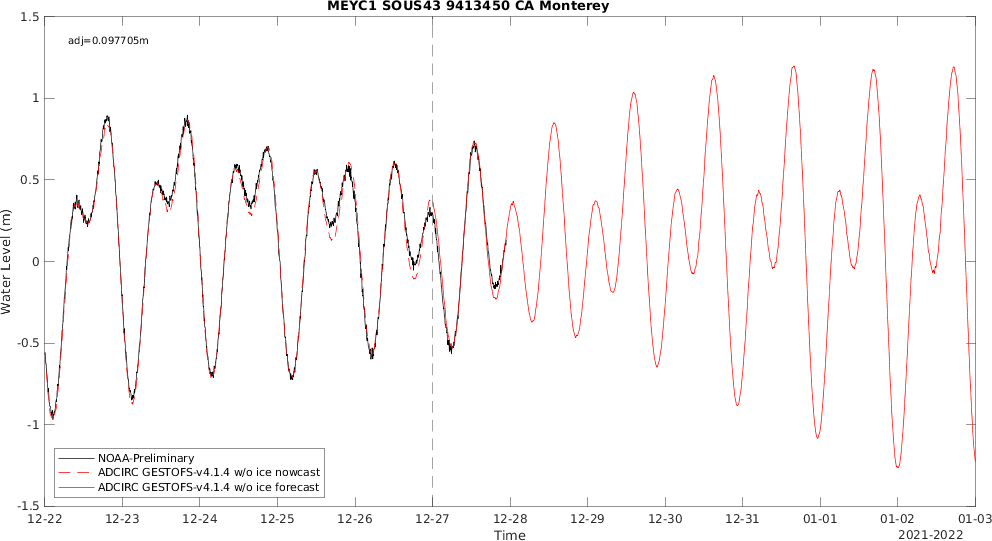 MEYC1 SOUS43 9413450 CA Monterey
adj=0.097705m
1.5
1
0.5
0
-0.5
-1
-1.5
Water Level (m)
NOAA-Preliminary
ADCIRC GESTOFS-v4.1.4 w/o ice nowcast
ADCIRC GESTOFS-v4.1.4 w/o ice forecast
12-22 12-23 12-24 12-25 12-26 12-27 12-28 12-29 12-30 12-31 01-01 01-02 01-03
Time
2021-2022